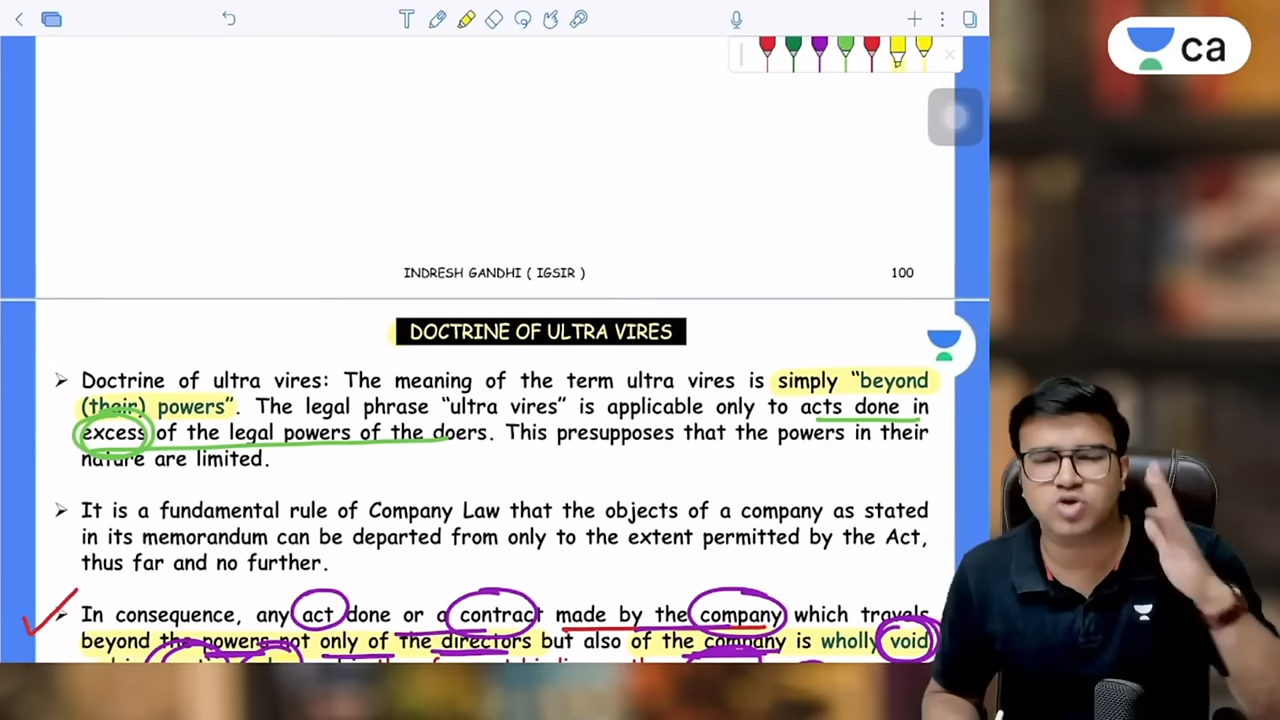 ca
INDRESH GANDHI ( IGSIR )
100
DOCTRINE OF ULTRA VIRES
➢ Doctrine of ultra vires: The meaning of the term ultra vires is simply “beyond
(their) powers”. The legal phrase “ultra vires” is applicable only to acts done in
excess of the legal powers of the doers. This presupposes that the powers in their
nature are limited.
➢ It is a fundamental rule of Company Law that the objects of a company as stated
in its memorandum can be departed from only to the extent permitted by the Act,
thus far and no further.
➢ In consequence, any act done or a contract made by the company which travels
beyond the powers not only of the directors but also of the company is wholly void